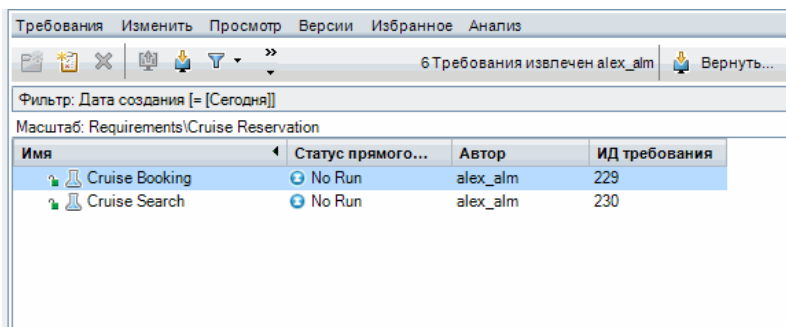 Требования Изменить Просмотр Версии Избранное Анализ
6 Требования извлечен alex_alm Вернуть...
Фильтр: Дата создания [= [Сегодня]]
Масштаб: Requirements\Cruise Reservation
Имя Статус прямого... Автор ИД требования
Cruise Booking No Run alex_alm 229
Cruise Search No Run alex_alm 230